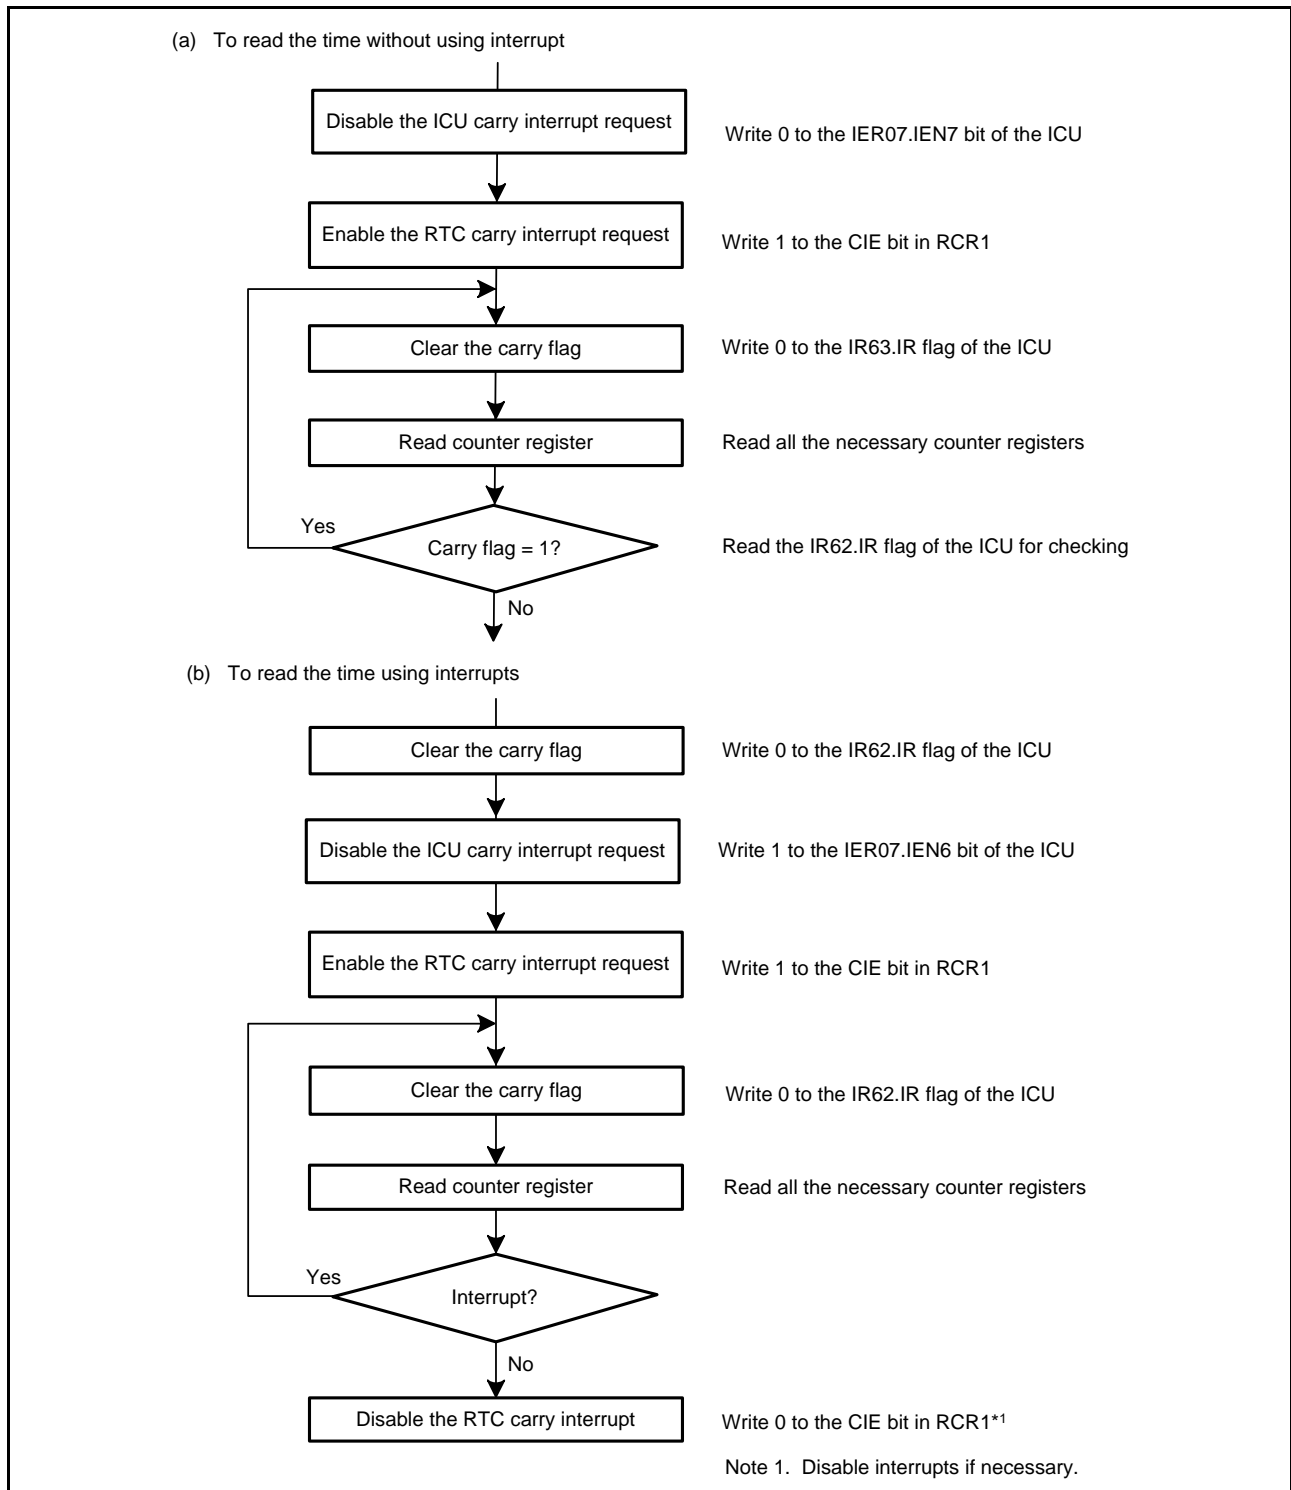 (a) To read the time without using interrupt
Disable the ICU carry interrupt request
Write 0 to the IER07.IEN7 bit of the ICU
Enable the RTC carry interrupt request
Write 1 to the CIE bit in RCR1
Clear the carry flag
Write 0 to the IR63.IR flag of the ICU
Read counter register
Read all the necessary counter registers
Yes
Carry flag = 1?
Read the IR62.IR flag of the ICU for checking
No
(b) To read the time using interrupts
Clear the carry flag
Write 0 to the IR62.IR flag of the ICU
Disable the ICU carry interrupt request
Write 1 to the IER07.IEN6 bit of the ICU
Enable the RTC carry interrupt request
Write 1 to the CIE bit in RCR1
Clear the carry flag
Write 0 to the IR62.IR flag of the ICU
Read counter register
Read all the necessary counter registers
Yes
Interrupt?
No
Disable the RTC carry interrupt
Write 0 to the CIE bit in RCR1*1
Note 1. Disable interrupts if necessary.